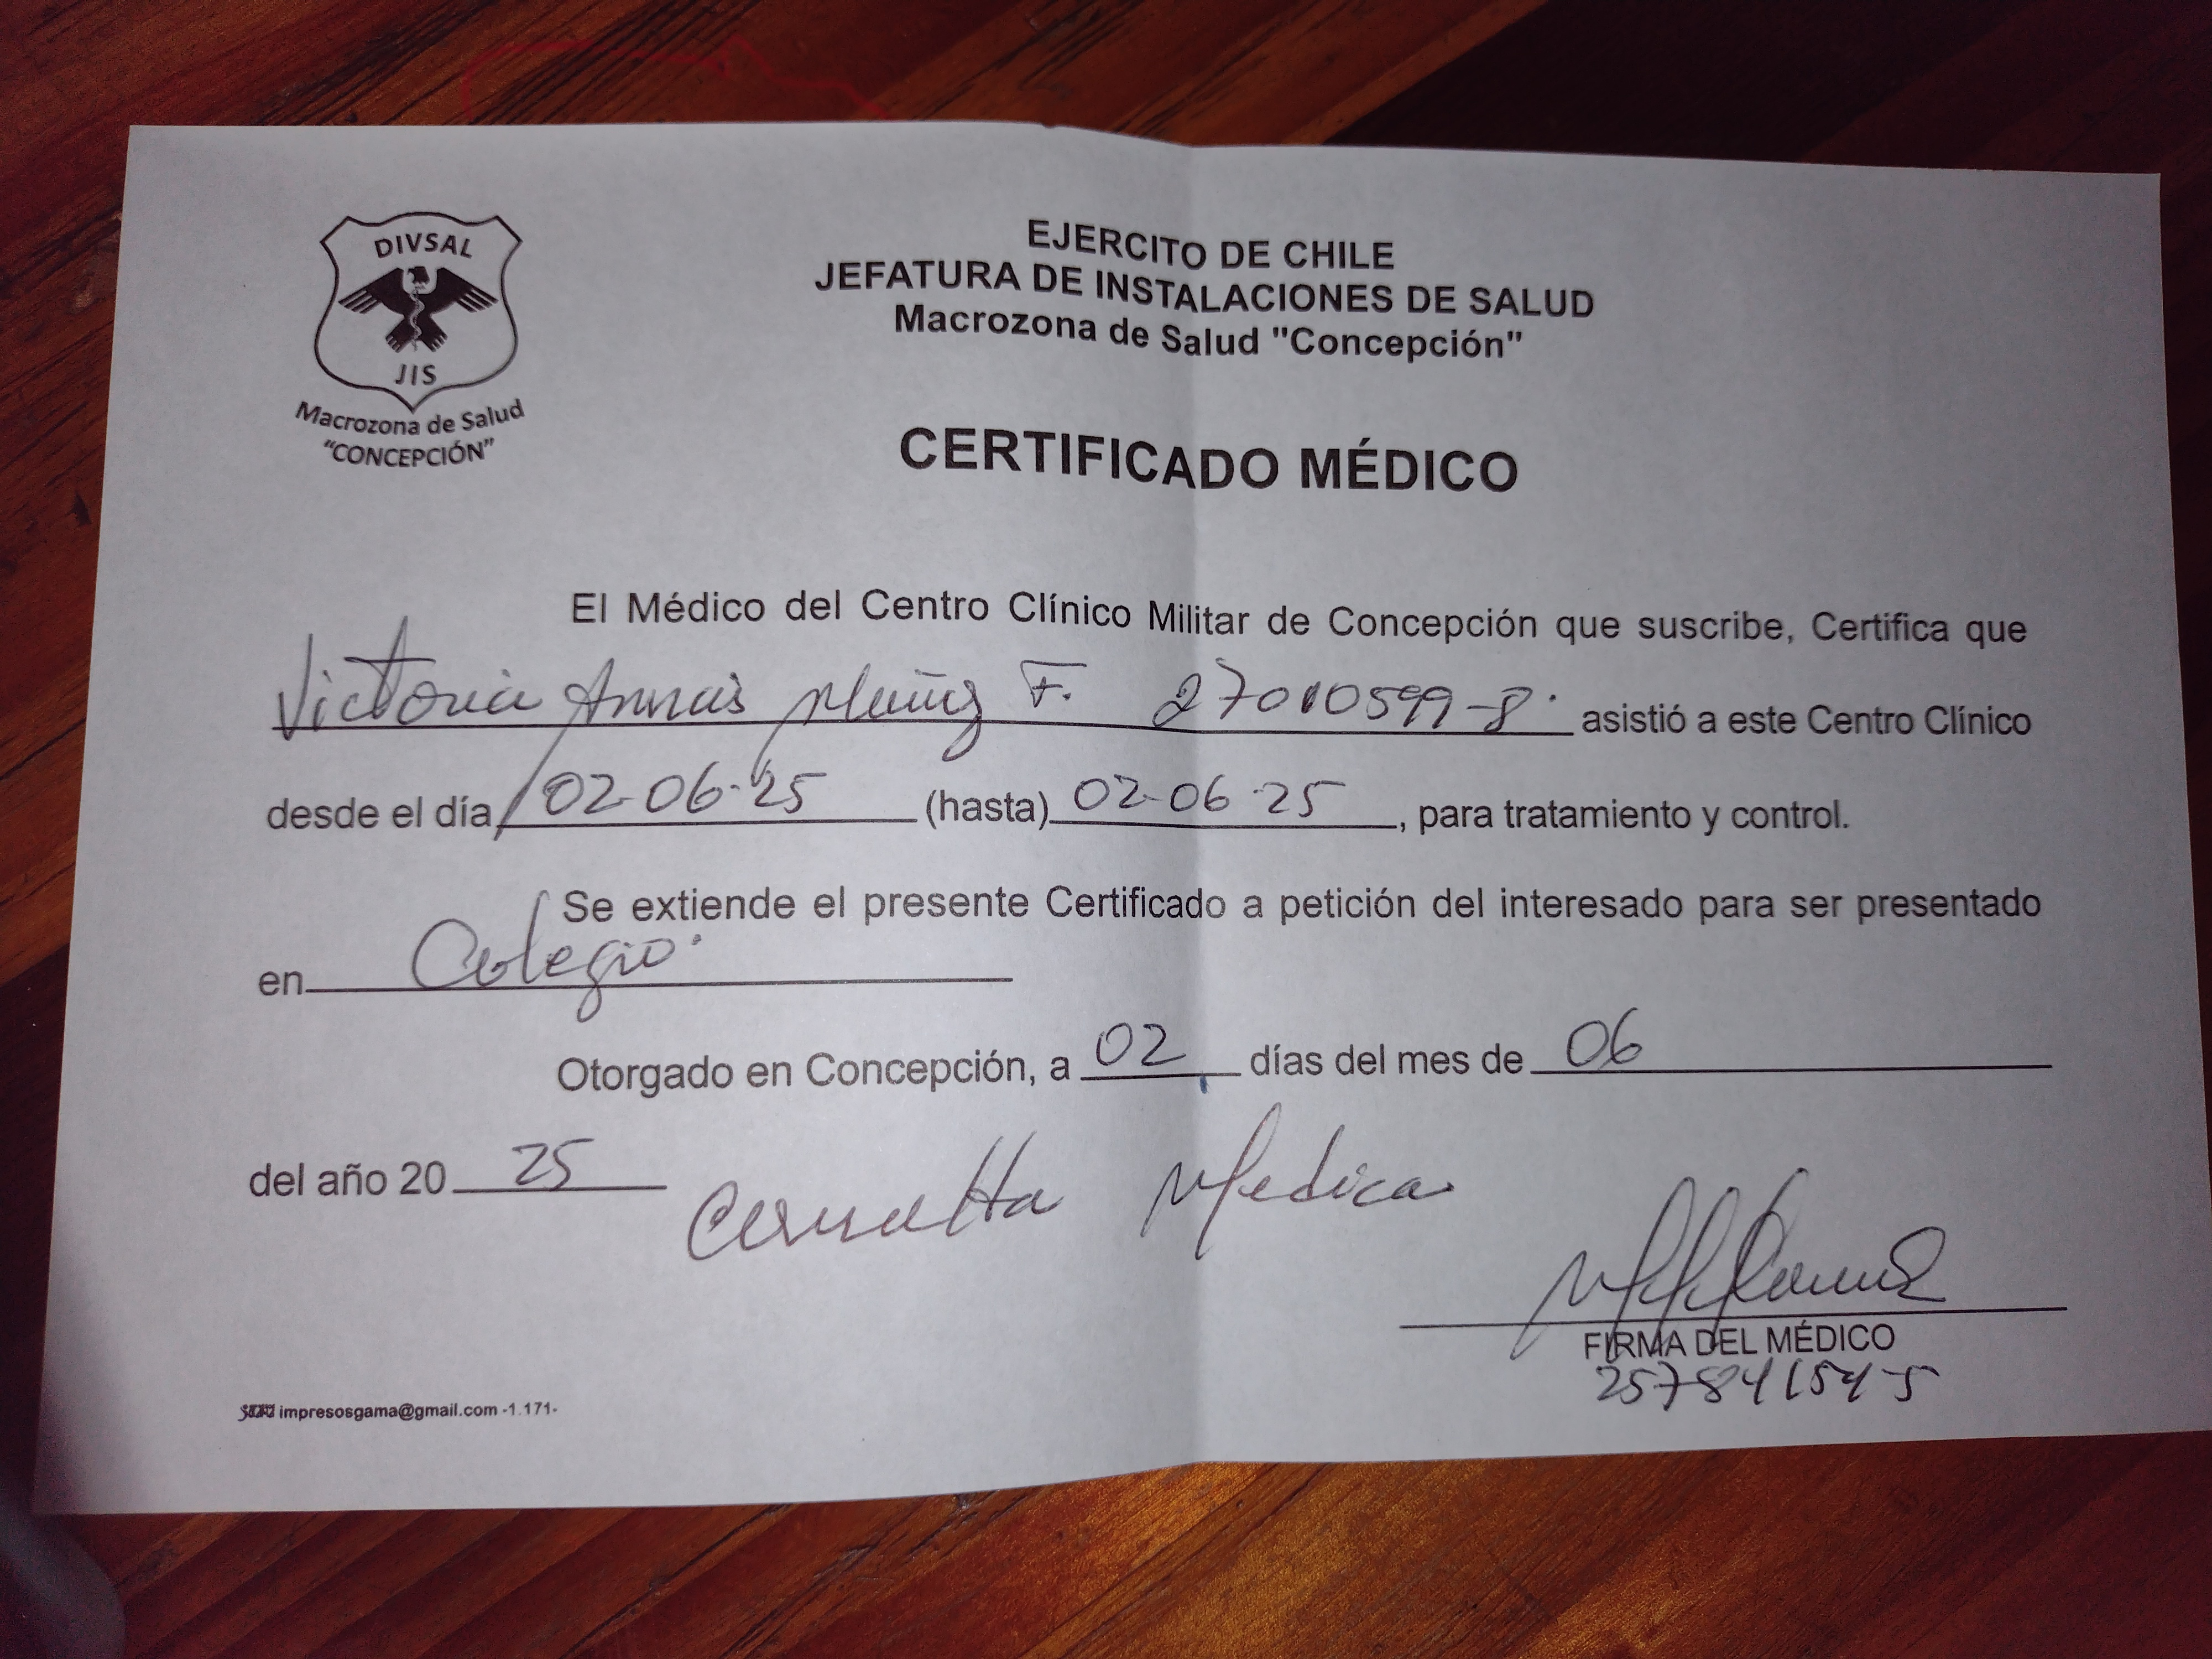 DIVSAL
JIS
Macrozona de Salud
"CONCEPCIÓN"
EJERCITO DE CHILE
JEFATURA DE INSTALACIONES DE SALUD
Macrozona de Salud "Concepción"
CERTIFICADO MÉDICO
El Médico del Centro Clínico Militar de Concepción que suscribe, Certifica que
Victoria Annais Muñoz F. 27010599-8 asistió a este Centro Clínico
desde el día 02-06-25 (hasta) 02-06-25, para tratamiento y control.
Se extiende el presente Certificado a petición del interesado para ser presentado
en Colegio
Otorgado en Concepción, a 02 días del mes de 06
del año 20 25
Consulta Medica
FIRMA DEL MÉDICO
impresosgama@gmail.com -1.171-